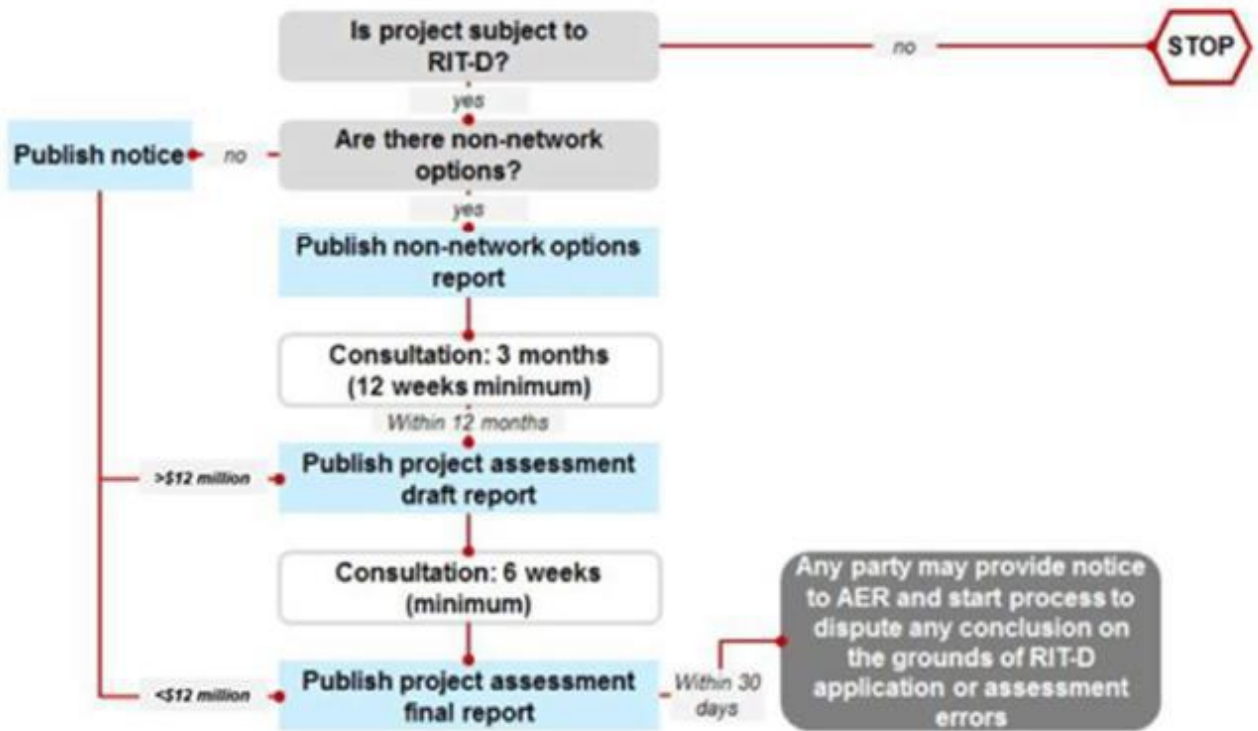 Is project subject to
RIT-D?
no
STOP
yes
Publish notice
no
Are there non-network
options?
yes
Publish non-network options
report
Consultation: 3 months
(12 weeks minimum)
Within 12 months
>$12 million
Publish project assessment
draft report
Consultation: 6 weeks
(minimum)
<$12 million
Publish project assessment
final report
Within 30
days
Any party may provide notice
to AER and start process to
dispute any conclusion on
the grounds of RIT-D
application or assessment
errors